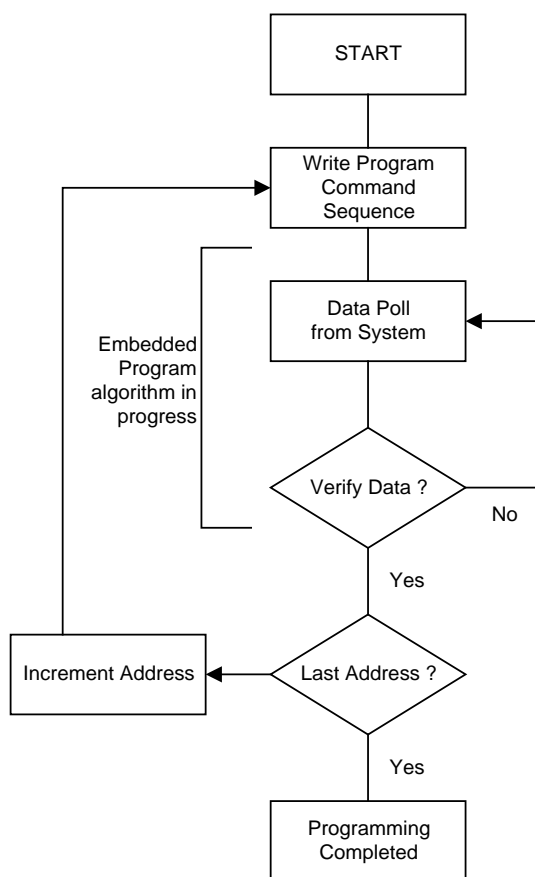 START
Write Program
Command
Sequence
Data Poll
from System
Embedded
Program
algorithm in
progress
Verify Data ?
No
Yes
Increment Address
Last Address ?
Yes
Programming
Completed